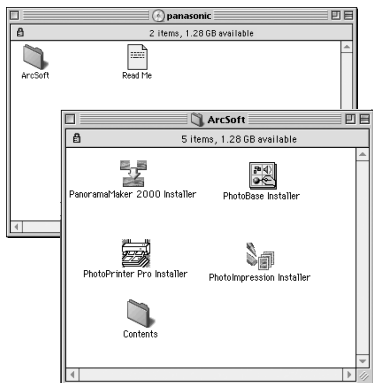 panasonic
2 items, 1.28 GB available
ArcSoft
Read Me
ArcSoft
5 items, 1.28 GB available
PanoramaMaker 2000 Installer
PhotoBase Installer
PhotoPrinter Pro Installer
PhotoImpression Installer
Contents